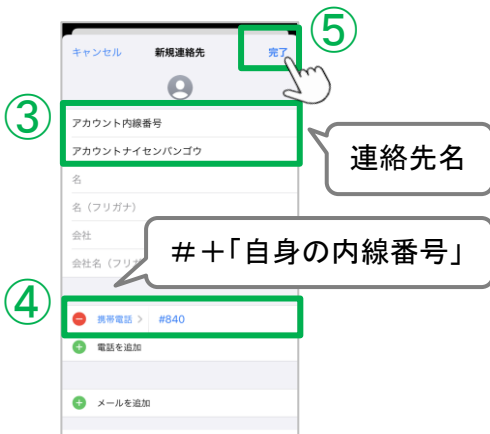 ⑤
キャンセル 新規連絡先 完了
③
アカウント内線番号
アカウントナイセンバンゴウ
連絡先名
名
名（フリガナ）
会社
会社名（フリガ
＃＋「自身の内線番号」
④
携帯電話 > #840
電話を追加
メールを追加